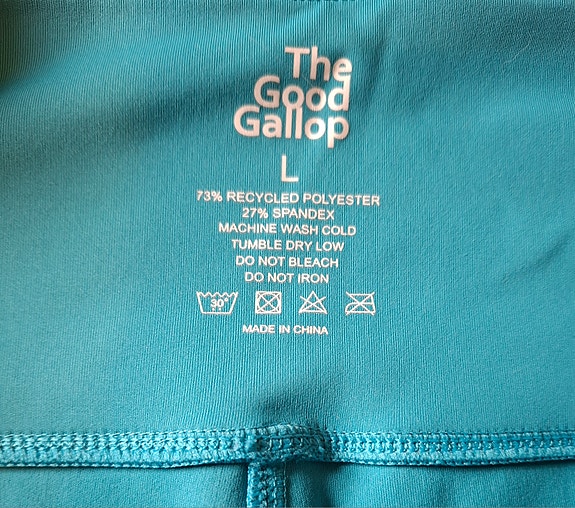 The
Good
Gallop
L
73% RECYCLED POLYESTER
27% SPANDEX
MACHINE WASH COLD
TUMBLE DRY LOW
DO NOT BLEACH
DO NOT IRON
30°
MADE IN CHINA